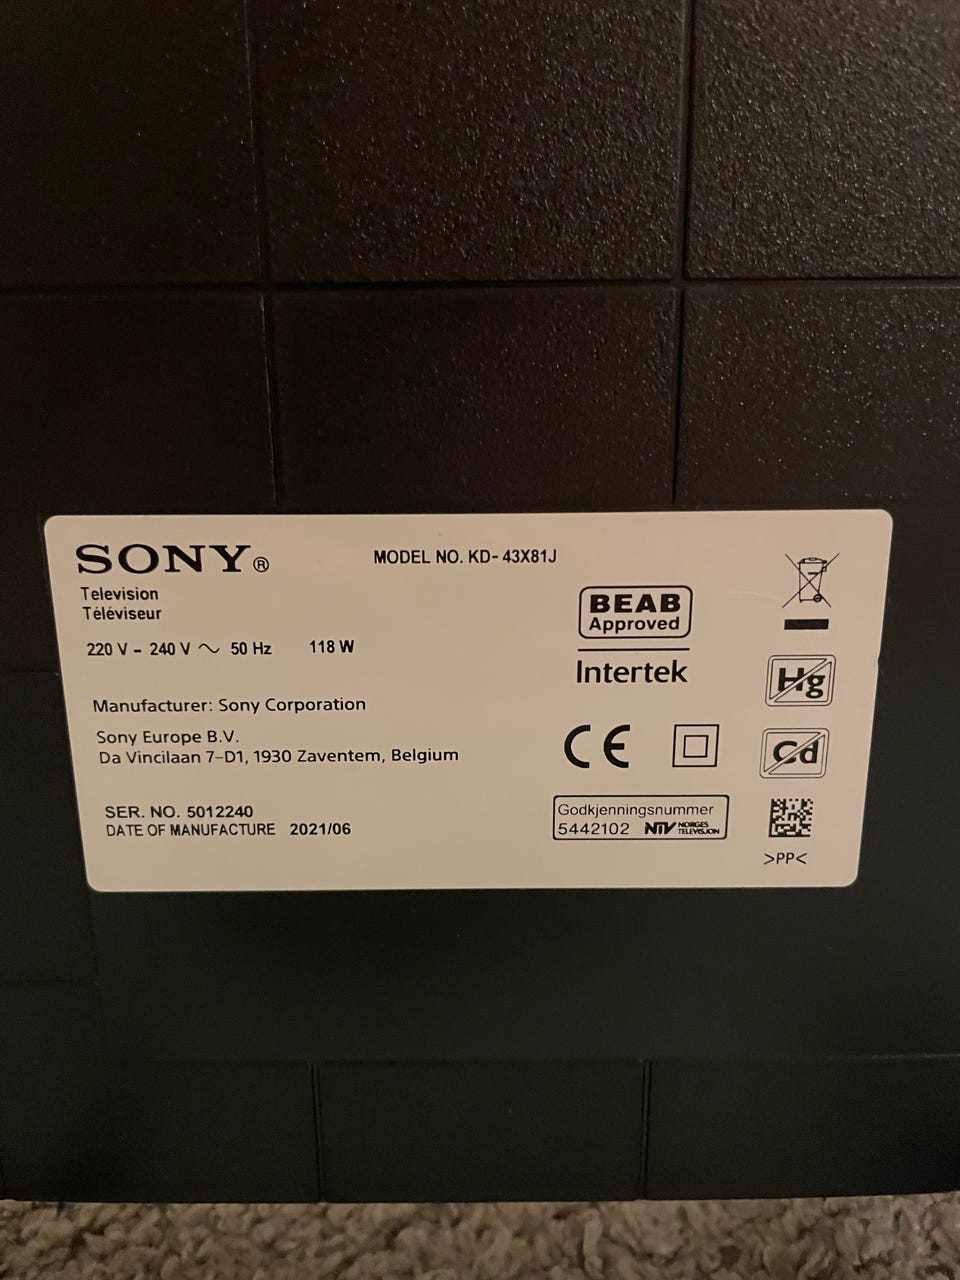 SONY®
MODEL NO. KD- 43X81J
Television
Téléviseur
220 V – 240 V ~ 50 Hz 118 W
BEAB
Approved
Intertek
Manufacturer: Sony Corporation
Sony Europe B.V.
Da Vincilaan 7–D1, 1930 Zaventem, Belgium
CE
Hg
Cd
SER. NO. 5012240
DATE OF MANUFACTURE 2021/06
Godkjenningsnummer
5442102 NTV NORGES
TELEVISJON
>PP<